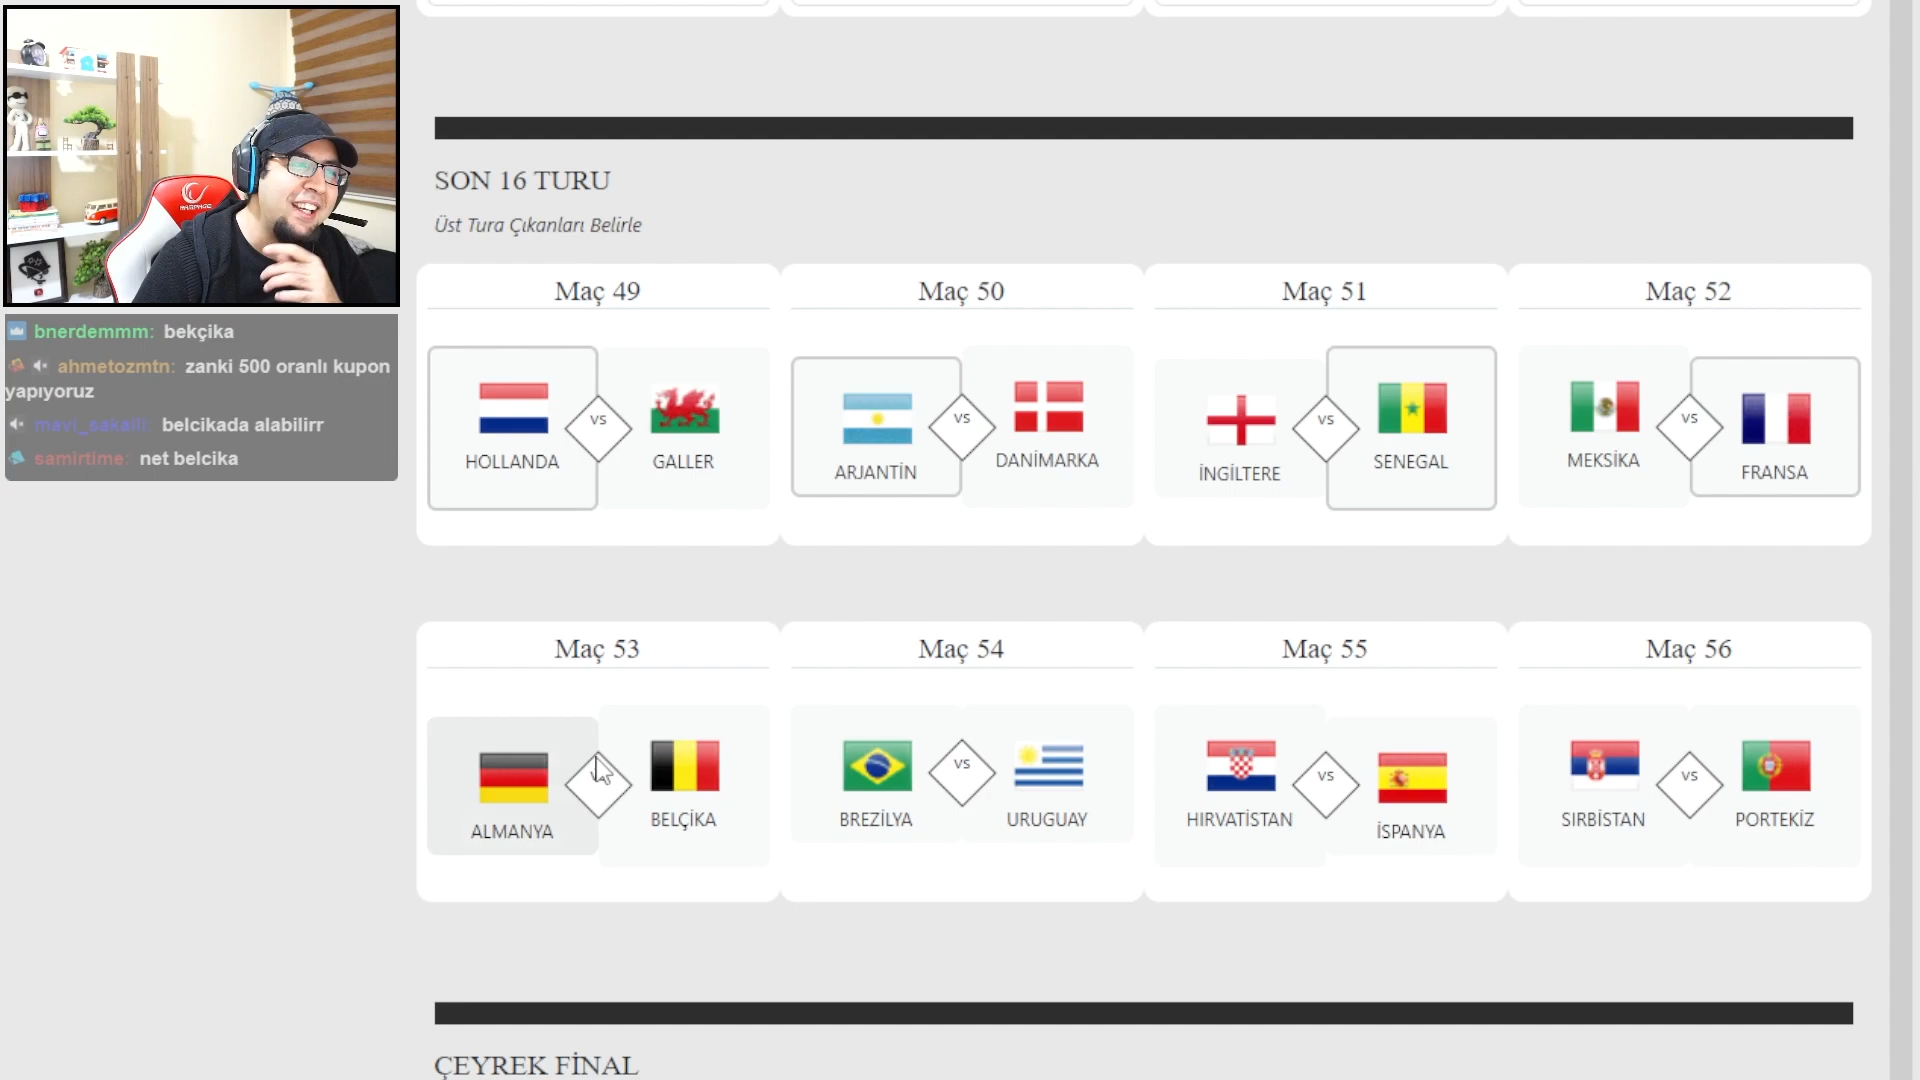 RAMPAGE
bnerdemmm: bekçika
ahmetozmtn: zanki 500 oranlı kupon
yapıyoruz
mavi_sakalli: belcikada alabilirr
samirtime: net belcika
SON 16 TURU
Üst Tura Çıkanları Belirle
Maç 49
Maç 50
Maç 51
Maç 52
HOLLANDA VS GALLER
ARJANTİN VS DANİMARKA
İNGİLTERE VS SENEGAL
MEKSİKA VS FRANSA
Maç 53
Maç 54
Maç 55
Maç 56
ALMANYA BELÇİKA
BREZİLYA VS URUGUAY
HIRVATİSTAN VS İSPANYA
SIRBİSTAN VS PORTEKİZ
ÇEYREK FİNAL